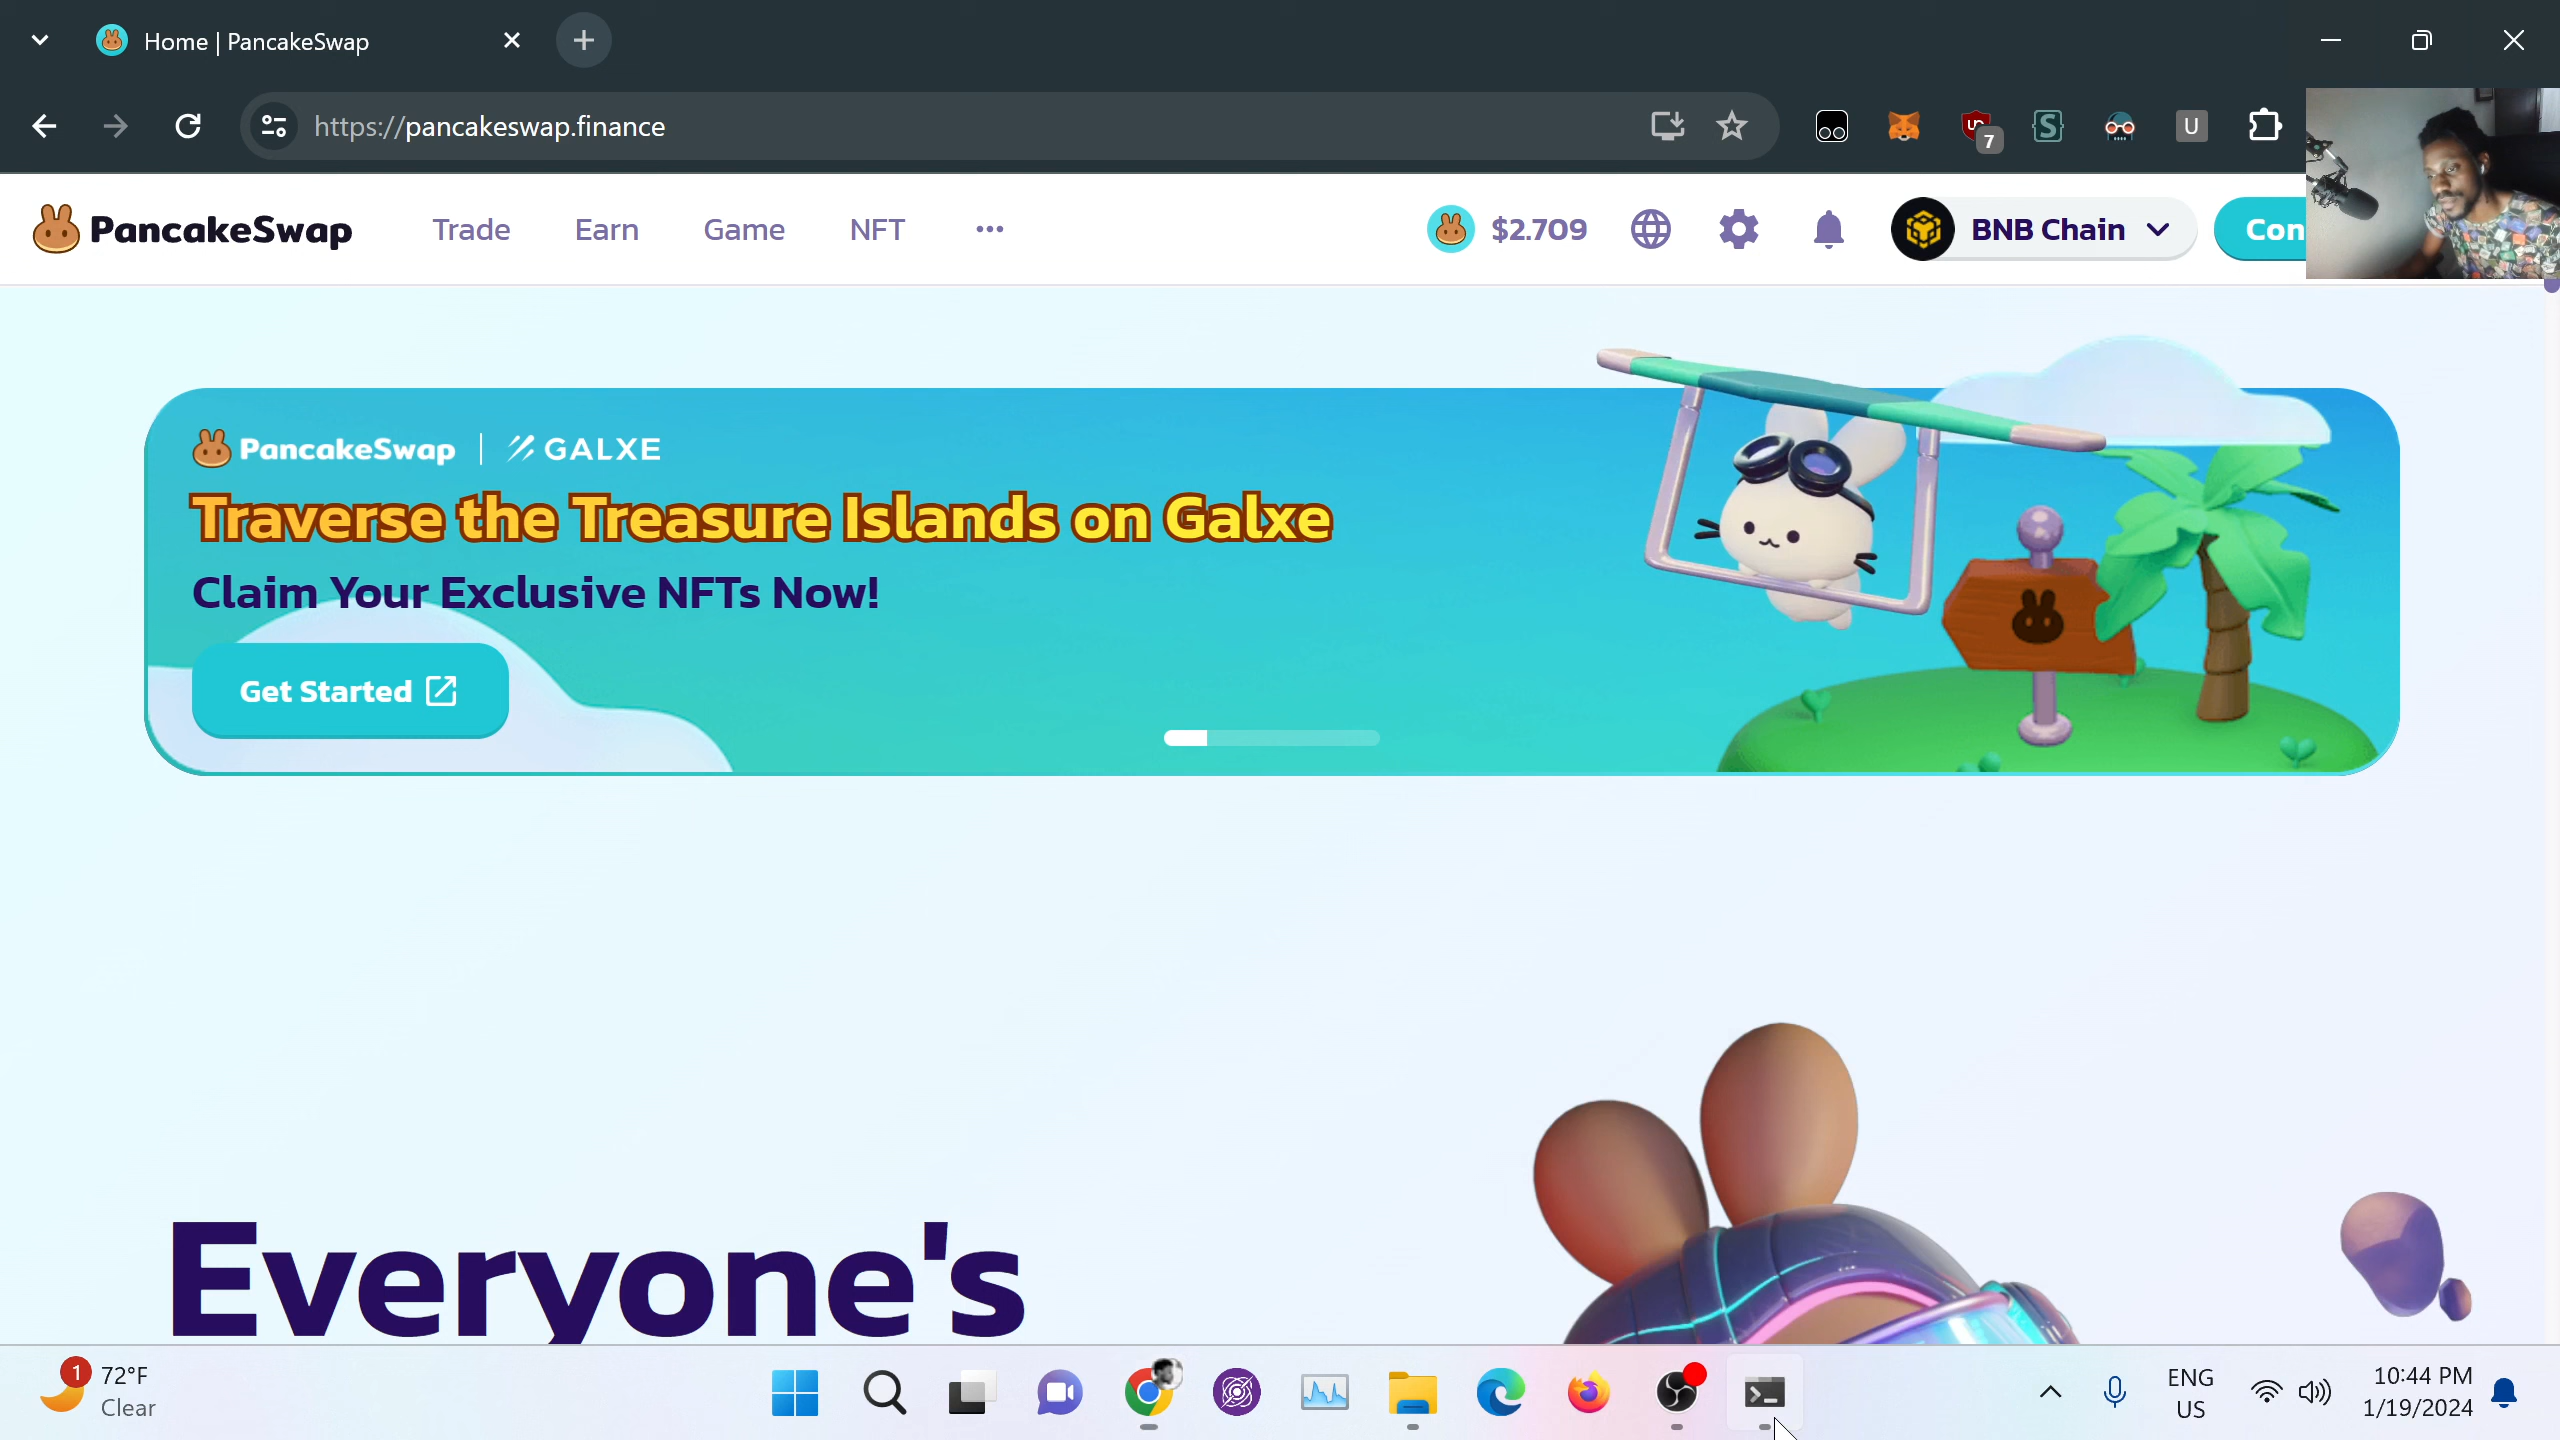 Home | PancakeSwap
https://pancakeswap.finance
7
U
PancakeSwap
Trade
Earn
Game
NFT
$2.709
BNB Chain
Con
PancakeSwap | GALXE
Traverse the Treasure Islands on Galxe
Claim Your Exclusive NFTs Now!
Get Started
Everyone's
1
72°F
Clear
ENG
US
10:44 PM
1/19/2024